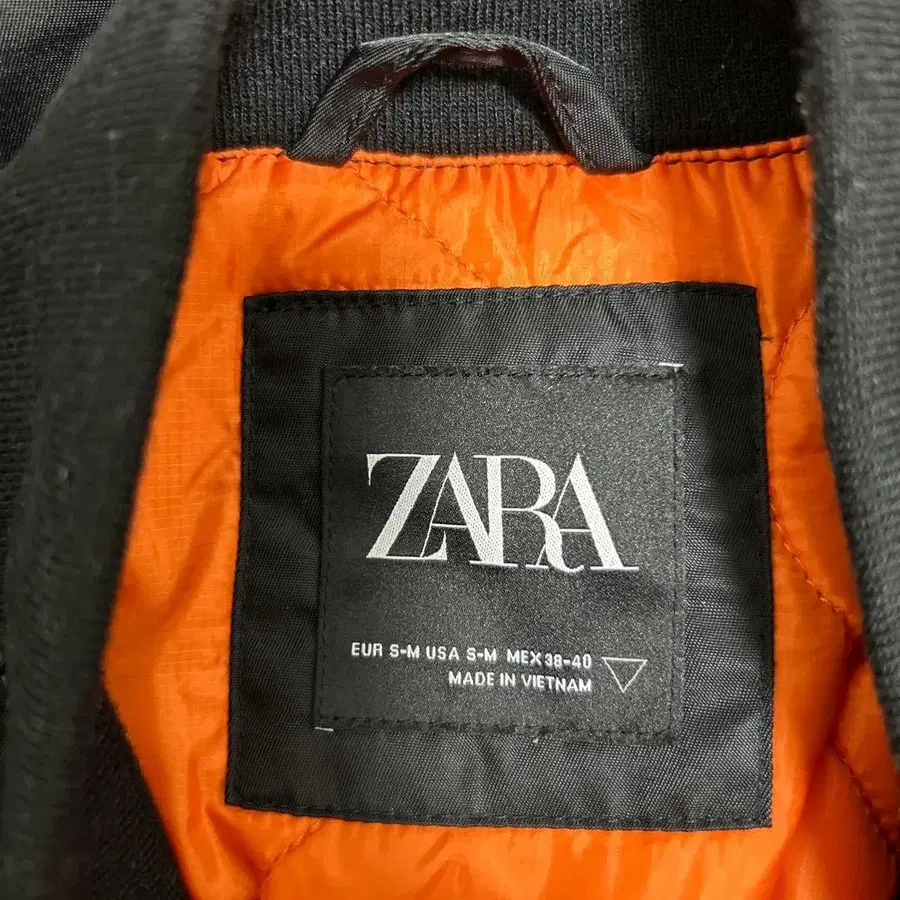 ZARA
EUR S-M USA S-M MEX 38-40
MADE IN VIETNAM